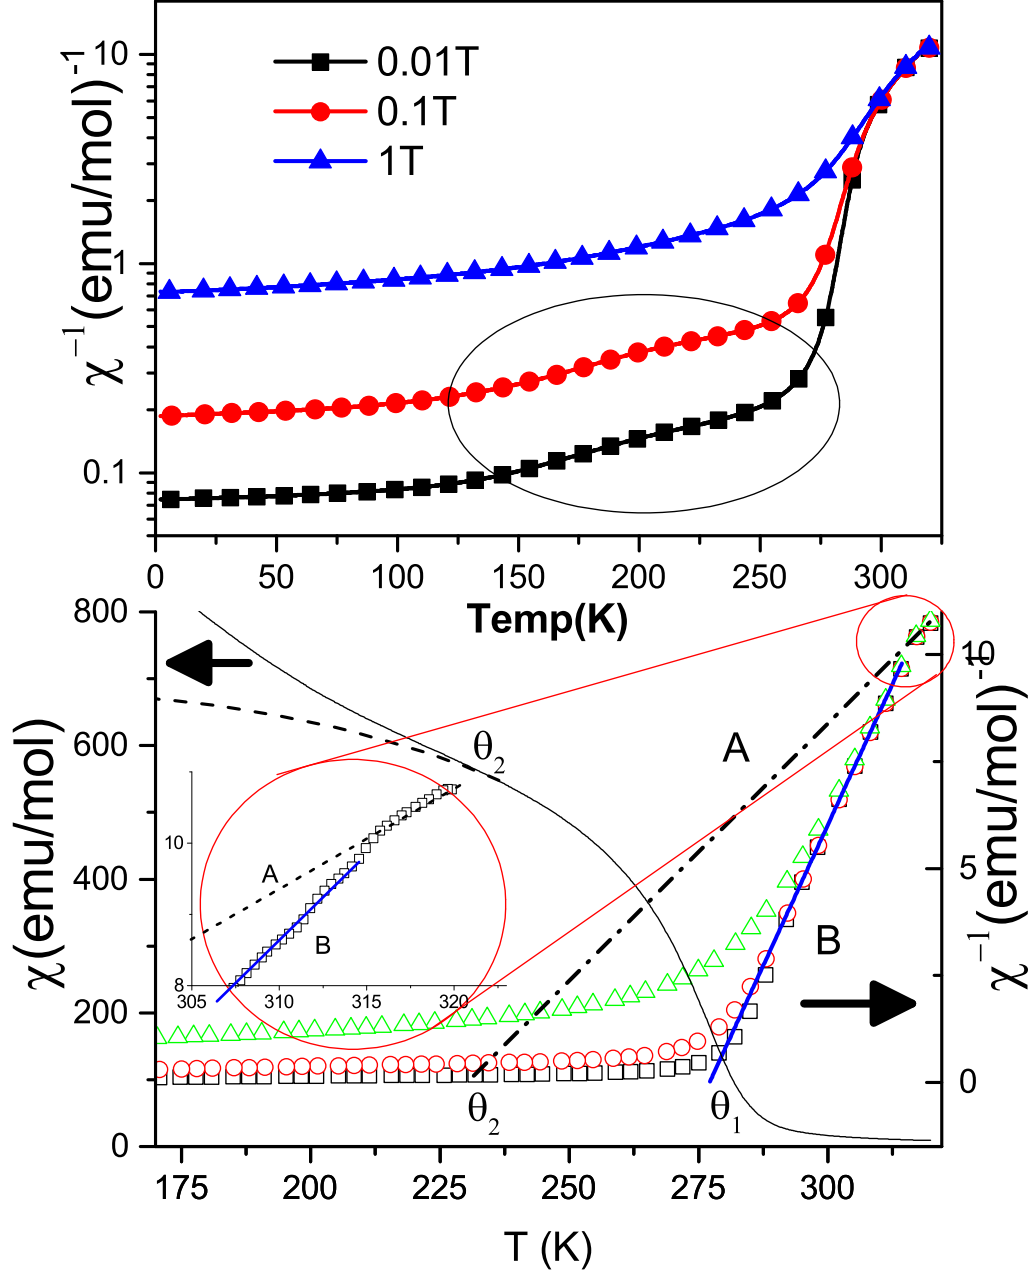 χ⁻¹(emu/mol)⁻¹
10
1
0.1
0.01T
0.1T
1T
0 50 100 150 200 250 300
Temp(K)
χ(emu/mol)
800
600
400
200
0
θ₂
A
B
θ₂
θ₁
10
8
A
B
305 310 315 320
10
5
0
χ⁻¹(emu/mol)⁻¹
175 200 225 250 275 300
T (K)